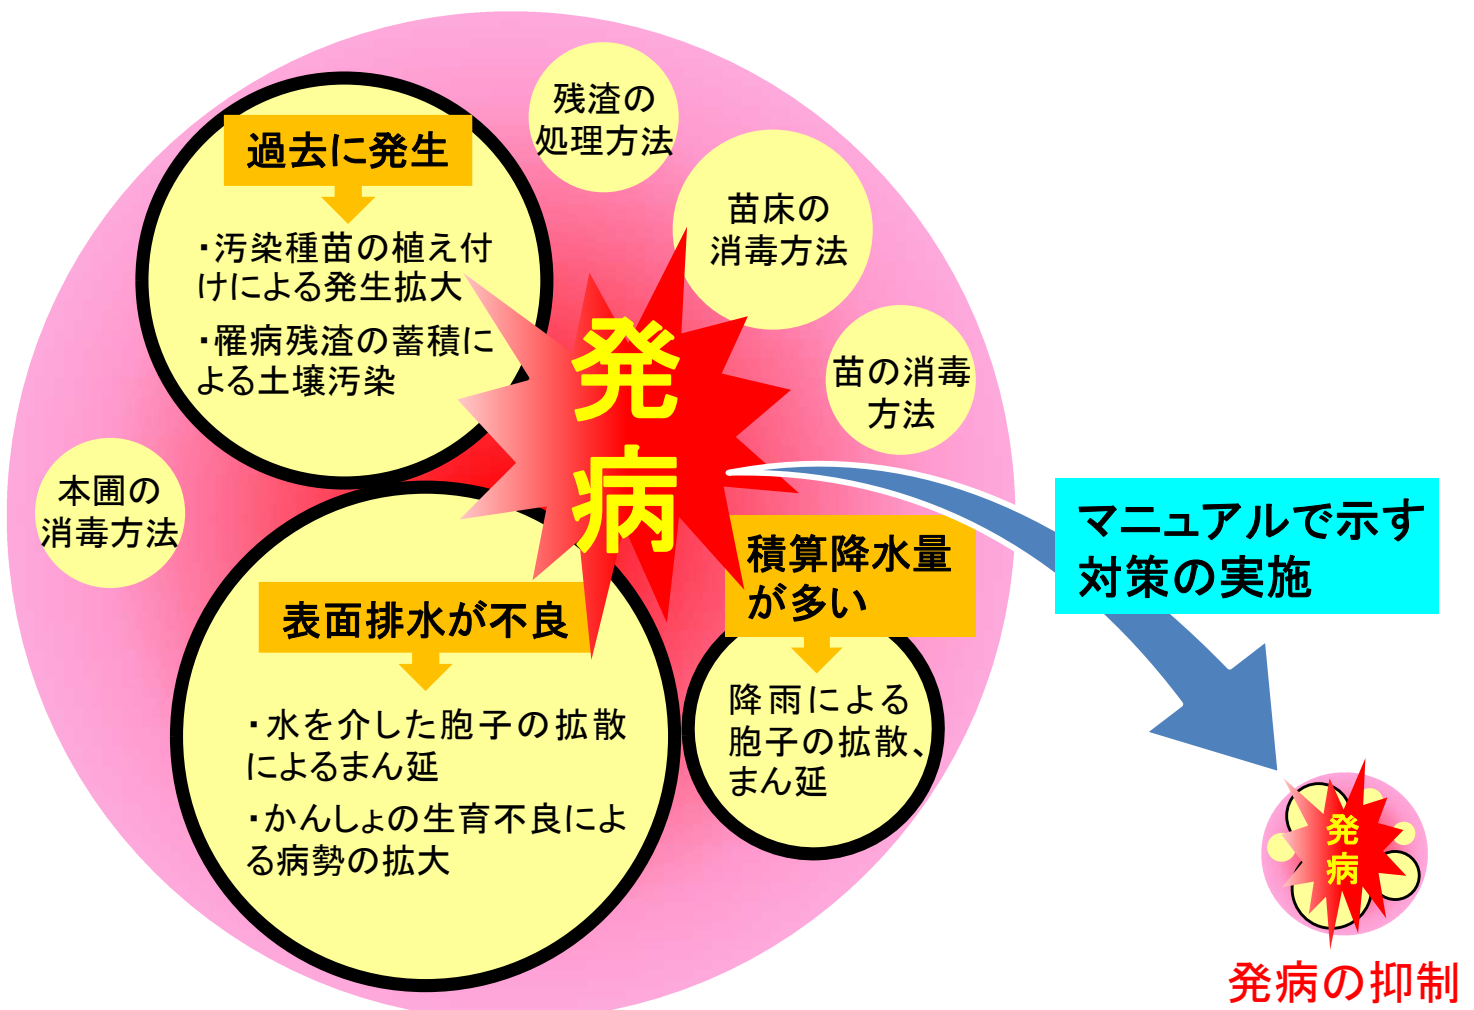 残渣の
処理方法
過去に発生
・汚染種苗の植え付
けによる発生拡大
・罹病残渣の蓄積に
よる土壌汚染
苗床の
消毒方法
苗の消毒
方法
発
病
本圃の
消毒方法
表面排水が不良
・水を介した胞子の拡散
によるまん延
・かんしょの生育不良によ
る病勢の拡大
積算降水量
が多い
降雨による
胞子の拡散、
まん延
マニュアルで示す
対策の実施
発
病
発病の抑制